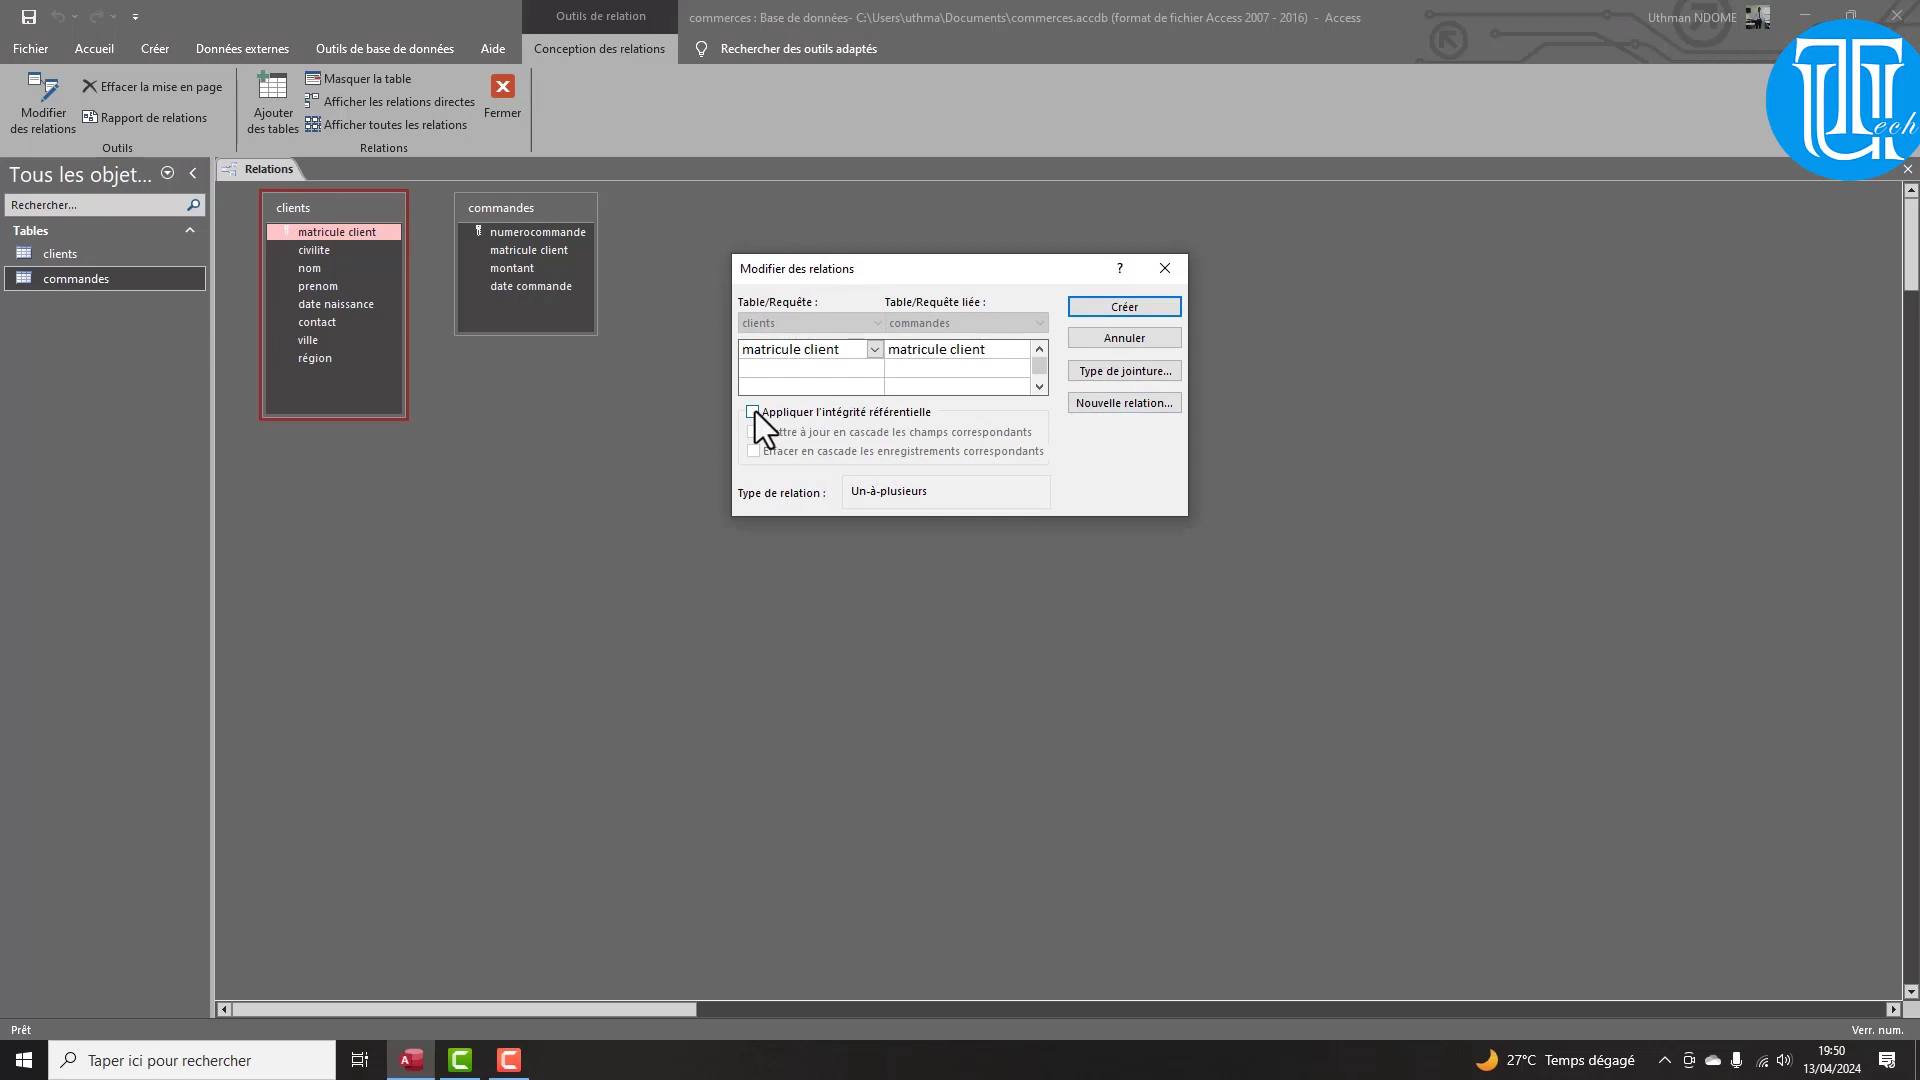 Outils de relation
commerces : Base de données- C:\Users\uthma\Documents\commerces.accdb (format de fichier Access 2007 - 2016) - Access
Uthman NDOME
Fichier
Accueil
Créer
Données externes
Outils de base de données
Aide
Conception des relations
Rechercher des outils adaptés
Modifier
des relations
Effacer la mise en page
Rapport de relations
Outils
Ajouter
des tables
Masquer la table
Afficher les relations directes
Afficher toutes les relations
Fermer
Relations
Tech
Tous les objet...
Rechercher...
Tables
clients
commandes
Relations
clients
matricule client
civilite
nom
prenom
date naissance
contact
ville
région
commandes
numerocommande
matricule client
montant
date commande
Modifier des relations
?
Table/Requête :
Table/Requête liée :
clients
commandes
matricule client
matricule client
Appliquer l'intégrité référentielle
à jour en cascade les champs correspondants
Effacer en cascade les enregistrements correspondants
Type de relation :
Un-à-plusieurs
Créer
Annuler
Type de jointure...
Nouvelle relation...
Prêt
Verr. num.
Taper ici pour rechercher
27°C Temps dégagé
19:50
13/04/2024